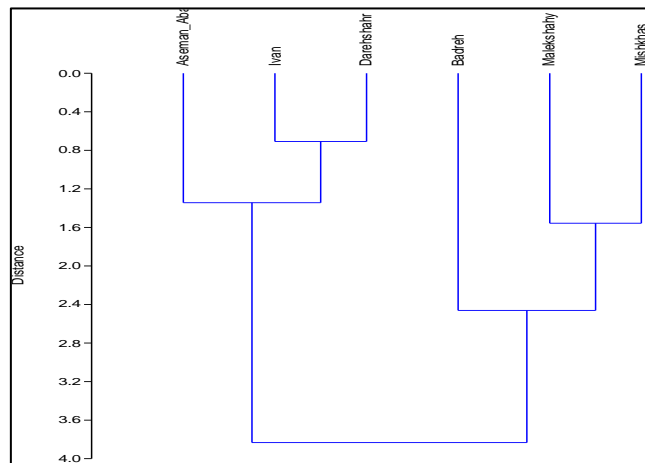 Aseman_Aba
Ivan
Darehshahr
Badreh
Malekshahy
Mishkhas
0.0
0.4
0.8
1.2
1.6
2.0
2.4
2.8
3.2
3.6
4.0
Distance